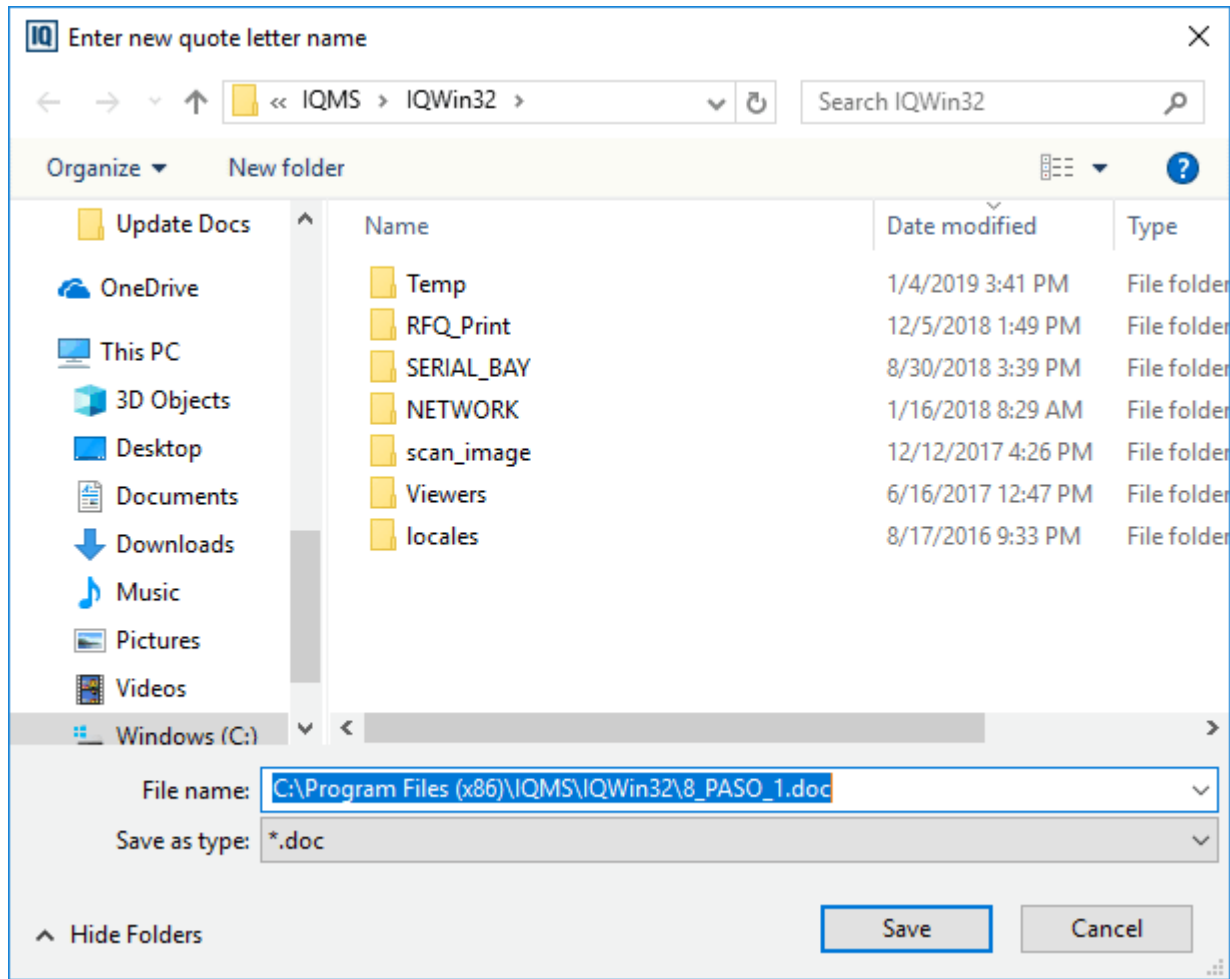 IQ Enter new quote letter name
« IQMS > IQWin32 > Search IQWin32
Organize New folder ?
Name Date modified Type
Update Docs
OneDrive
This PC
3D Objects
Desktop
Documents
Downloads
Music
Pictures
Videos
Windows (C:)
Temp 1/4/2019 3:41 PM File folder
RFQ_Print 12/5/2018 1:49 PM File folder
SERIAL_BAY 8/30/2018 3:39 PM File folder
NETWORK 1/16/2018 8:29 AM File folder
scan_image 12/12/2017 4:26 PM File folder
Viewers 6/16/2017 12:47 PM File folder
locales 8/17/2016 9:33 PM File folder
File name: C:\Program Files (x86)\IQMS\IQWin32\8_PASO_1.doc
Save as type: *.doc
Hide Folders Save Cancel